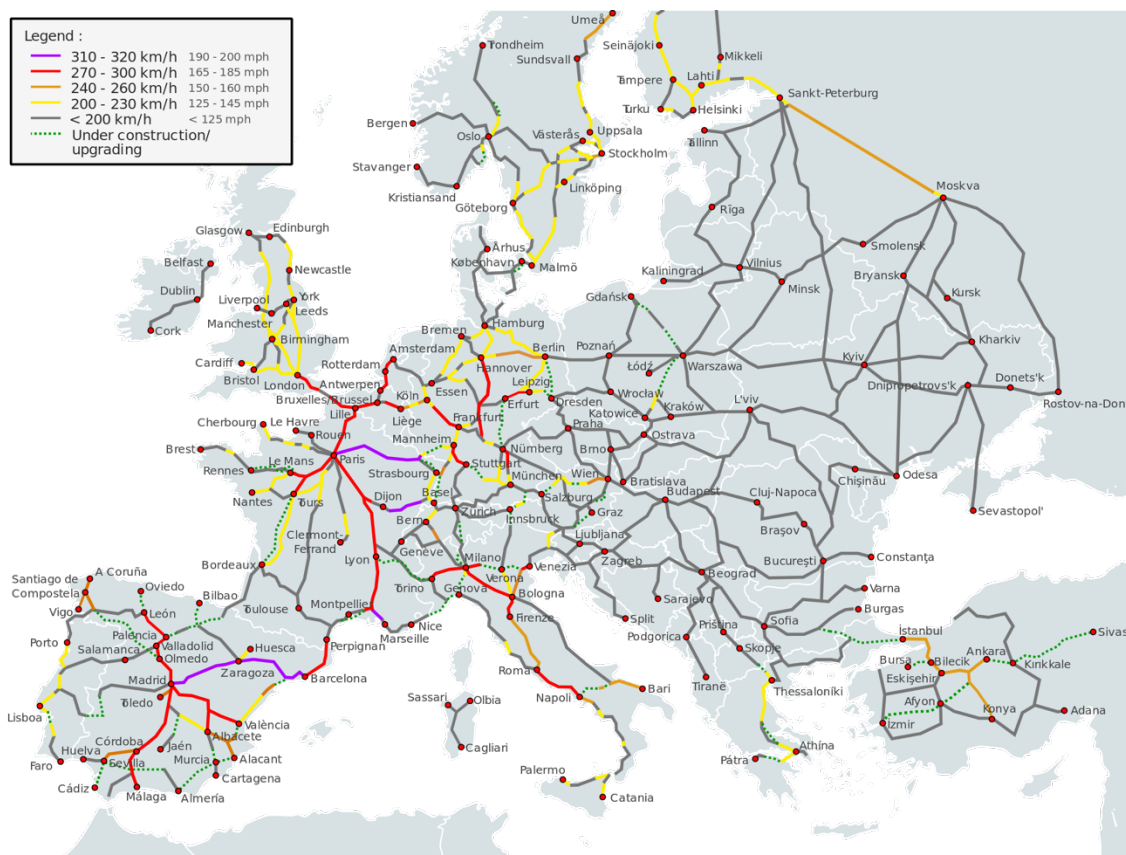 Legend :
310 - 320 km/h 190 - 200 mph
270 - 300 km/h 165 - 185 mph
240 - 260 km/h 150 - 160 mph
200 - 230 km/h 125 - 145 mph
< 200 km/h < 125 mph
Under construction/
upgrading
Umeå
Trondheim
Sundsvall
Seinäjoki
Mikkeli
Tampere
Lahti
Sankt-Peterburg
Turku
Helsinki
Bergen
Oslo
Västerås
Uppsala
Stockholm
Tallinn
Stavanger
Kristiansand
Linköping
Göteborg
Rīga
Moskva
Glasgow
Edinburgh
Århus
København
Malmö
Smolensk
Belfast
Newcastle
Kaliningrad
Vilnius
Minsk
Bryansk
Dublin
Liverpool
York
Leeds
Gdańsk
Kursk
Cork
Manchester
Bremen
Hamburg
Birmingham
Amsterdam
Berlin
Poznań
Kharkiv
Cardiff
Rotterdam
Hannover
Łódź
Warszawa
Kyiv
Bristol
London
Antwerpen
Essen
Leipzig
Dnipropetrovs'k
Donets'k
Bruxelles/Brussel
Köln
Erfurt
Dresden
Wrocław
Rostov-na-Don
Lille
Liège
Frankfurt
Katowice
Kraków
L'viv
Cherbourg
Le Havre
Rouen
Mannheim
Praha
Ostrava
Brest
Le Mans
Paris
Nürnberg
Brno
Rennes
Strasbourg
Stuttgart
Wien
Chișinău
Odesa
Nantes
Tours
Dijon
Basel
München
Bratislava
Salzburg
Budapest
Cluj-Napoca
Sevastopol'
Bern
Zürich
Innsbruck
Graz
Clermont-
Ferrand
Genève
Ljubljana
Brașov
Bordeaux
Lyon
Milano
Venezia
Zagreb
București
Constanţa
Santiago de
Compostela
A Coruña
Oviedo
Torino
Verona
Beograd
Bilbao
Genova
Bologna
Varna
Vigo
León
Toulouse
Montpellier
Nice
Firenze
Sarajevo
Burgas
Porto
Palencia
Marseille
Split
Priština
Sofia
Valladolid
Huesca
Perpignan
Podgorica
İstanbul
Sivas
Salamanca
Olmedo
Skopje
Ankara
Madrid
Zaragoza
Barcelona
Roma
Bursa
Bilecik
Kırıkkale
Toledo
Sassari
Olbia
Napoli
Bari
Tiranë
Thessaloníki
Eskişehir
Lisboa
València
Afyon
Albacete
İzmir
Konya
Adana
Huelva
Córdoba
Jaén
Cagliari
Athína
Faro
Sevilla
Murcia
Alacant
Pátra
Cádiz
Cartagena
Palermo
Málaga
Almería
Catania